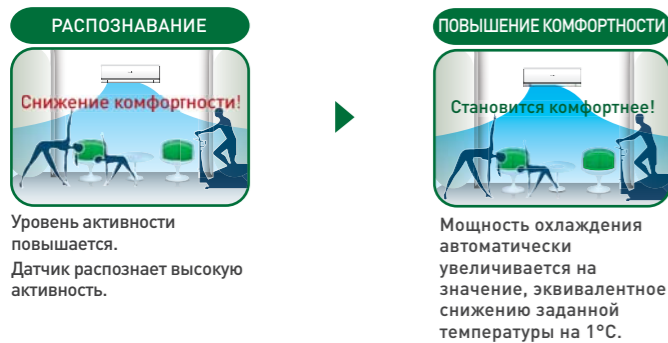 РАСПОЗНАВАНИЕ
Снижение комфоргности!
Уровень активности
повышается.
Датчик распознает высокую
активность.
ПОВЫШЕНИЕ КОМФОРТНОСТИ
Становится комфортнее!
Мощность охлаждения
автоматически
увеличивается на
значение, эквивалентное
снижению заданной
температуры на 1°С.